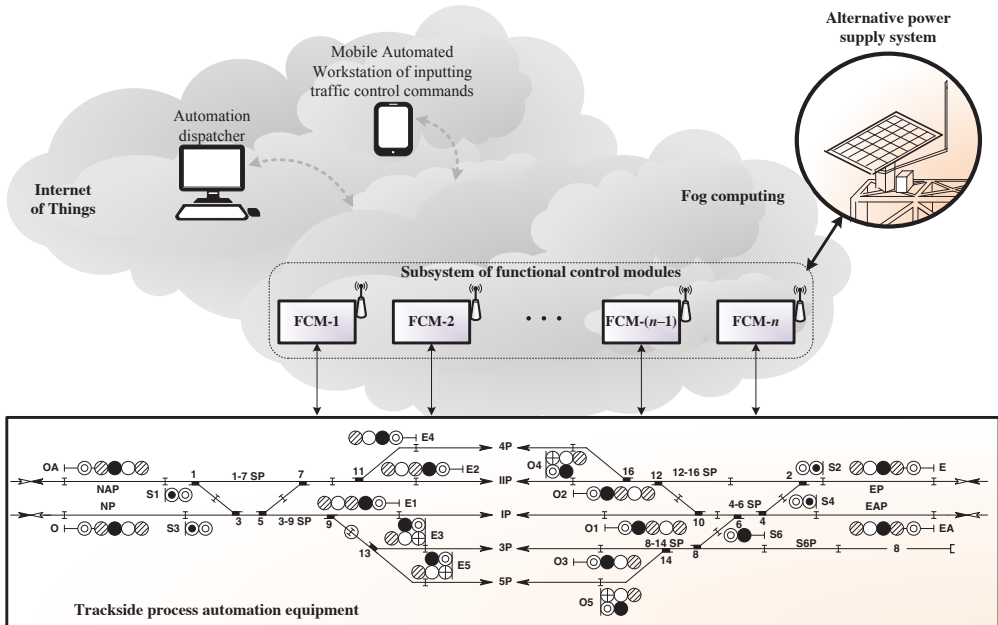 Alternative power
supply system
Mobile Automated
Workstation of inputting
traffic control commands
Automation
dispatcher
Internet
of Things
Fog computing
Subsystem of functional control modules
FCM-1
FCM-2
. . .
FCM-(n–1)
FCM-n
E4
4P
OA
1
1-7 SP
7
11
E2
O4
16
12
12-16 SP
2
S2
E
NAP
S1
IIP
O2
EP
S4
NP
E1
IP
4-6 SP
EAP
O
S3
3
5
3-9 SP
9
E3
O1
10
6
4
S6
EA
13
3P
8-14 SP
8
S6P
8
E5
O3
14
5P
O5
Trackside process automation equipment